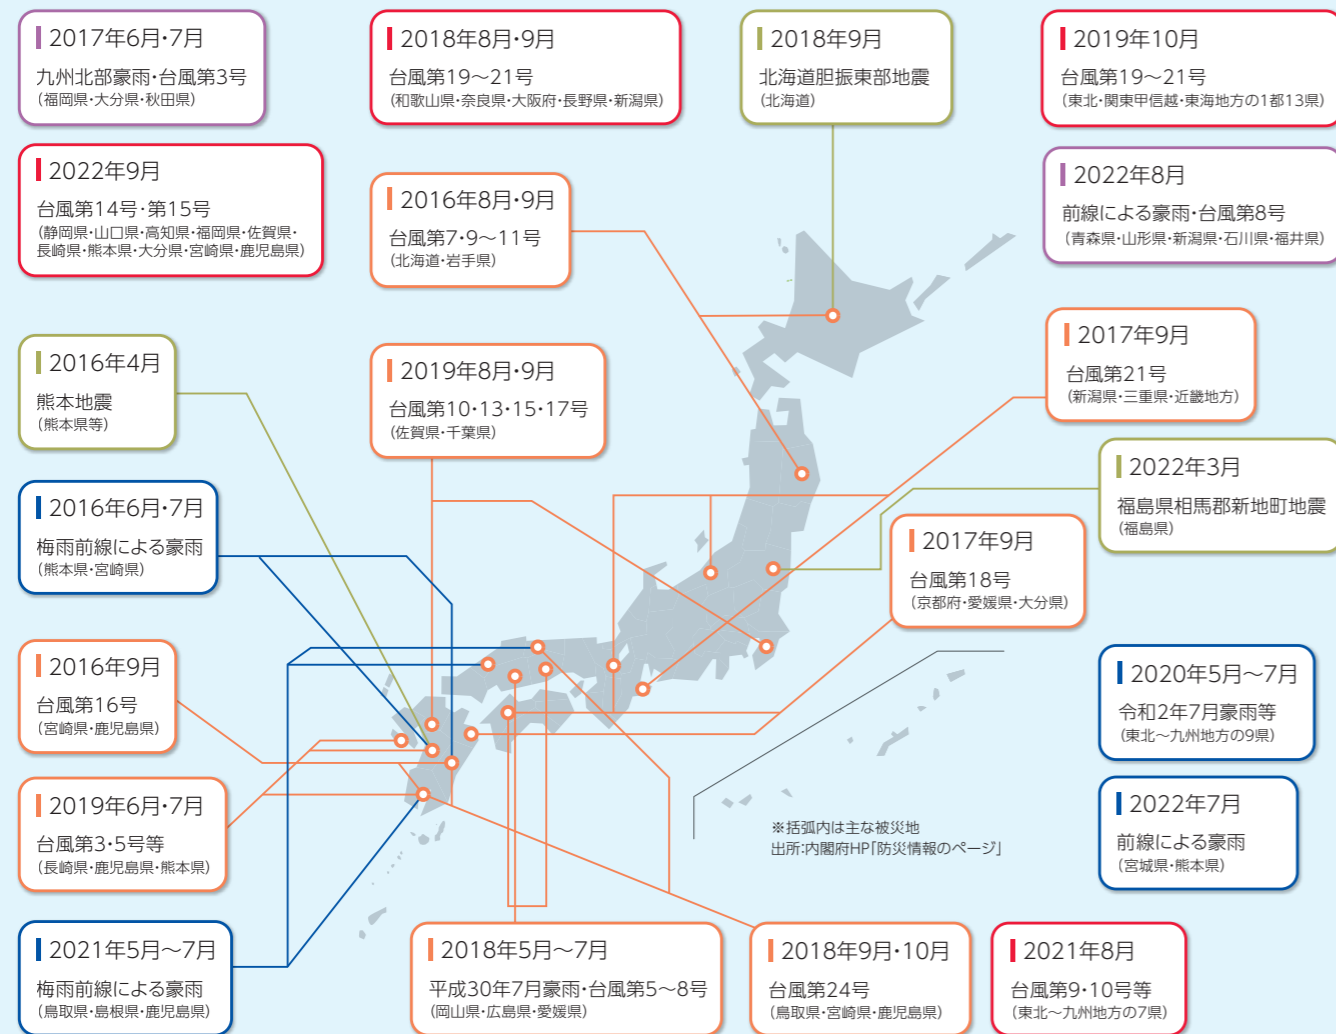 2017年6月・7月
九州北部豪雨・台風第3号
（福岡県・大分県・秋田県）
2018年8月・9月
台風第19～21号
（和歌山県・奈良県・大阪府・長野県・新潟県）
2018年9月
北海道胆振東部地震
（北海道）
2019年10月
台風第19～21号
（東北・関東甲信越・東海地方の1都13県）
2022年9月
台風第14号・第15号
（静岡県・山口県・高知県・福岡県・佐賀県・
長崎県・熊本県・大分県・宮崎県・鹿児島県）
2016年8月・9月
台風第7・9～11号
（北海道・岩手県）
2022年8月
前線による豪雨・台風第8号
（青森県・山形県・新潟県・石川県・福井県）
2016年4月
熊本地震
（熊本県等）
2019年8月・9月
台風第10・13・15・17号
（佐賀県・千葉県）
2017年9月
台風第21号
（新潟県・三重県・近畿地方）
2016年6月・7月
梅雨前線による豪雨
（熊本県・宮崎県）
2022年3月
福島県相馬郡新地町地震
（福島県）
2017年9月
台風第18号
（京都府・愛媛県・大分県）
2016年9月
台風第16号
（宮崎県・鹿児島県）
2020年5月～7月
令和2年7月豪雨等
（東北～九州地方の9県）
2019年6月・7月
台風第3・5号等
（長崎県・鹿児島県・熊本県）
2022年7月
前線による豪雨
（宮城県・熊本県）
※括弧内は主な被災地
出所：内閣府HP「防災情報のページ」
2021年5月～7月
梅雨前線による豪雨
（鳥取県・島根県・鹿児島県）
2018年5月～7月
平成30年7月豪雨・台風第5～8号
（岡山県・広島県・愛媛県）
2018年9月・10月
台風第24号
（鳥取県・宮崎県・鹿児島県）
2021年8月
台風第9・10号等
（東北～九州地方の7県）